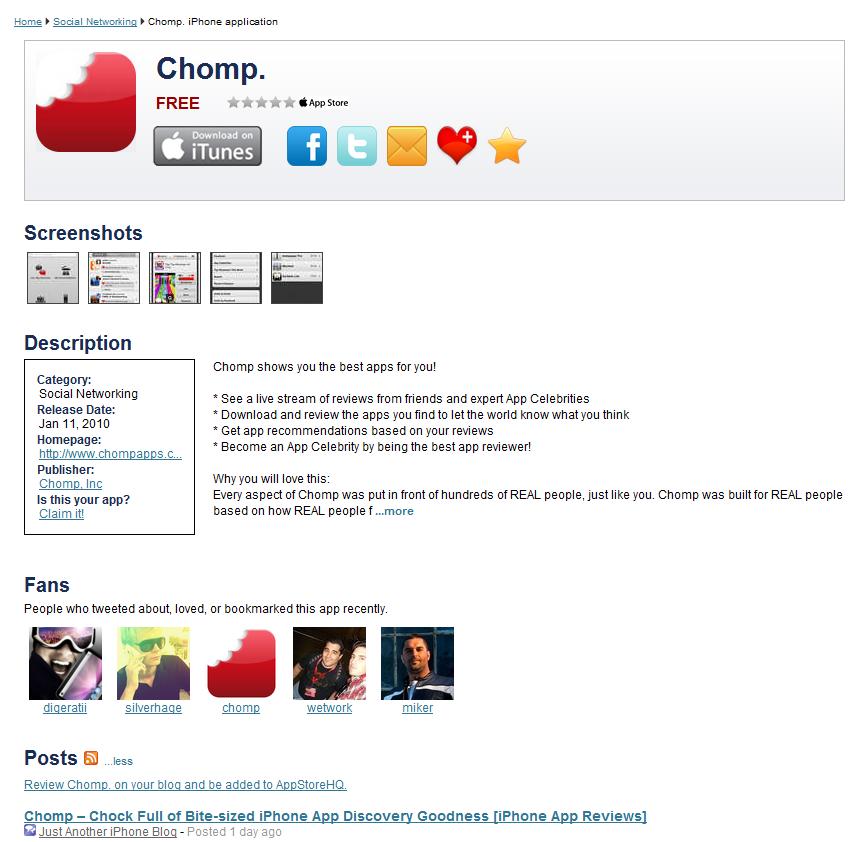 Home Social Networking Chomp. iPhone application
Chomp.
FREE
App Store
Download on
iTunes
Screenshots
Description
Category:
Social Networking
Release Date:
Jan 11, 2010
Homepage:
http://www.chompapps.c...
Publisher:
Chomp, Inc
Is this your app?
Claim it!
Chomp shows you the best apps for you!
* See a live stream of reviews from friends and expert App Celebrities
* Download and review the apps you find to let the world know what you think
* Get app recommendations based on your reviews
* Become an App Celebrity by being the best app reviewer!
Why you will love this:
Every aspect of Chomp was put in front of hundreds of REAL people, just like you. Chomp was built for REAL people
based on how REAL people f ...more
Fans
People who tweeted about, loved, or bookmarked this app recently.
digeratii silverhage chomp wetwork miker
Posts ...less
Review Chomp. on your blog and be added to AppStoreHQ.
Chomp – Chock Full of Bite-sized iPhone App Discovery Goodness [iPhone App Reviews]
Just Another iPhone Blog - Posted 1 day ago